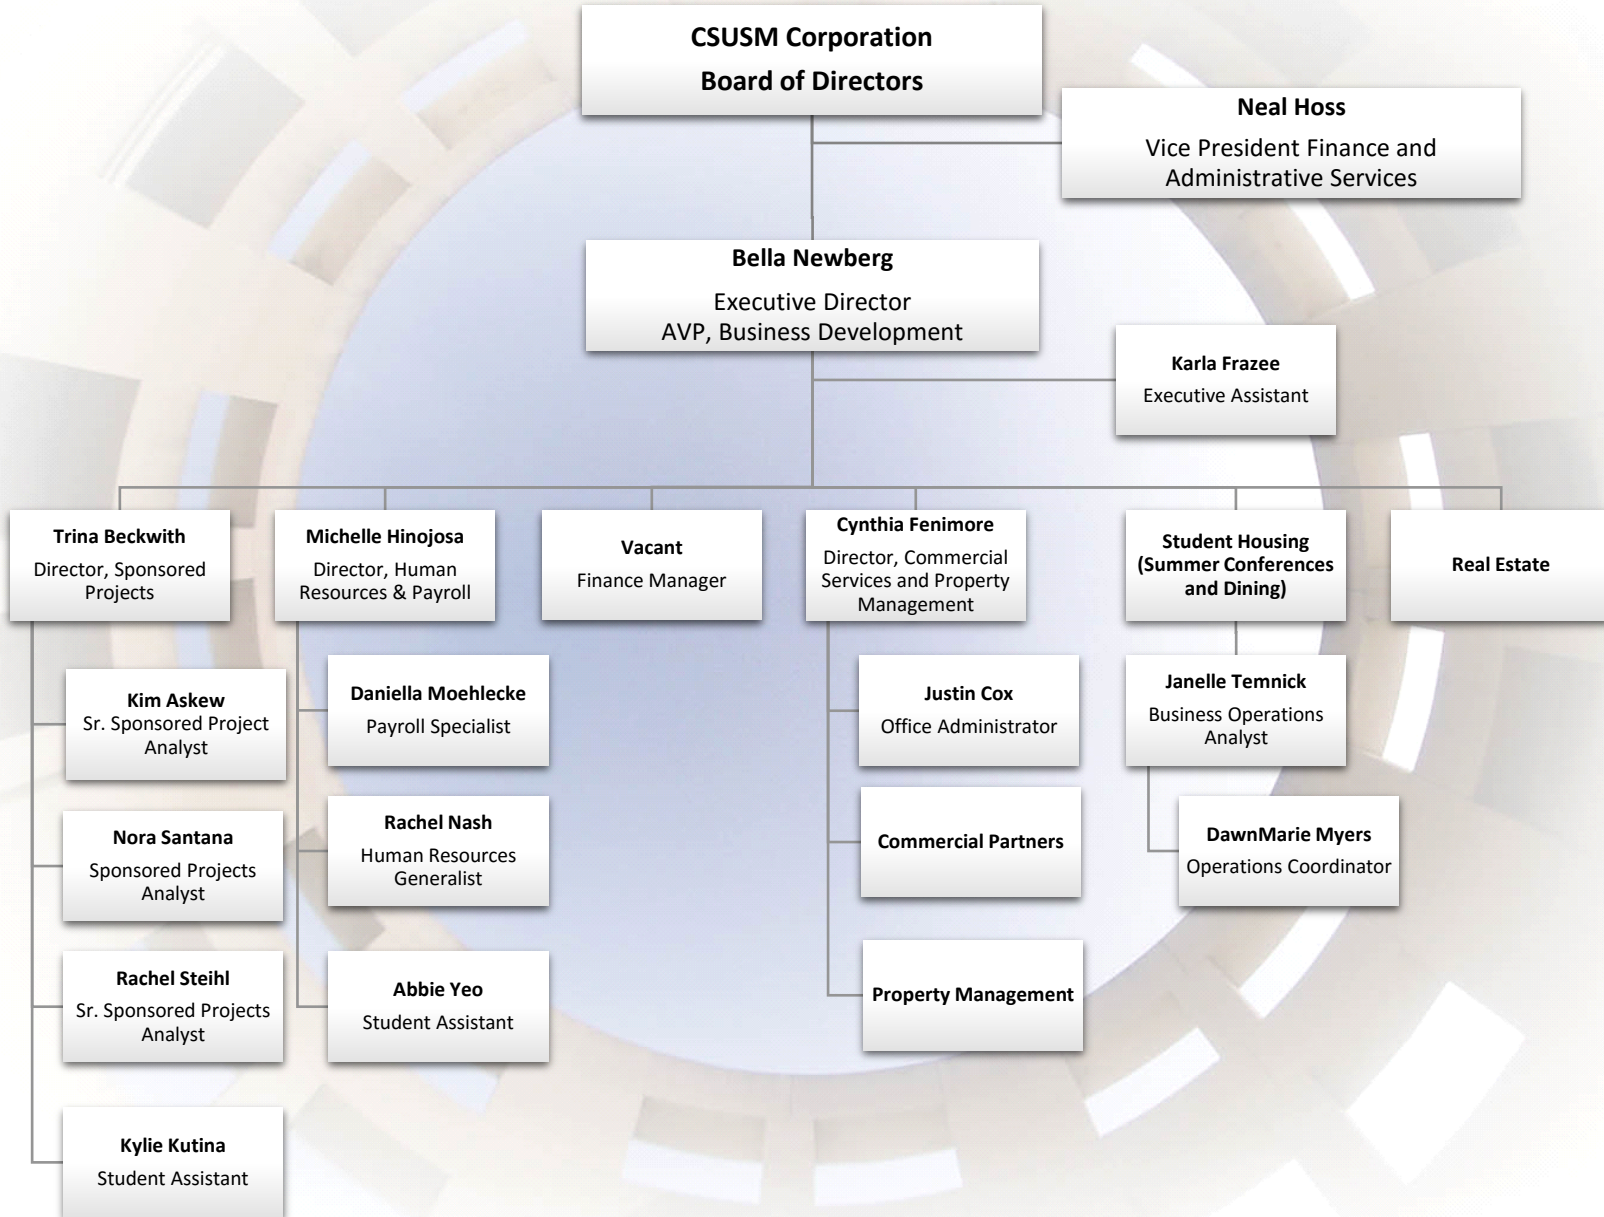 CSUSM Corporation
Board of Directors
Neal Hoss
Vice President Finance and
Administrative Services
Bella Newberg
Executive Director
AVP, Business Development
Karla Frazee
Executive Assistant
Trina Beckwith
Director, Sponsored
Projects
Michelle Hinojosa
Director, Human
Resources & Payroll
Vacant
Finance Manager
Cynthia Fenimore
Director, Commercial
Services and Property
Management
Student Housing
(Summer Conferences
and Dining)
Real Estate
Kim Askew
Sr. Sponsored Project
Analyst
Nora Santana
Sponsored Projects
Analyst
Rachel Steihl
Sr. Sponsored Projects
Analyst
Kylie Kutina
Student Assistant
Daniella Moehlecke
Payroll Specialist
Rachel Nash
Human Resources
Generalist
Abbie Yeo
Student Assistant
Justin Cox
Office Administrator
Commercial Partners
Property Management
Janelle Temnick
Business Operations
Analyst
DawnMarie Myers
Operations Coordinator